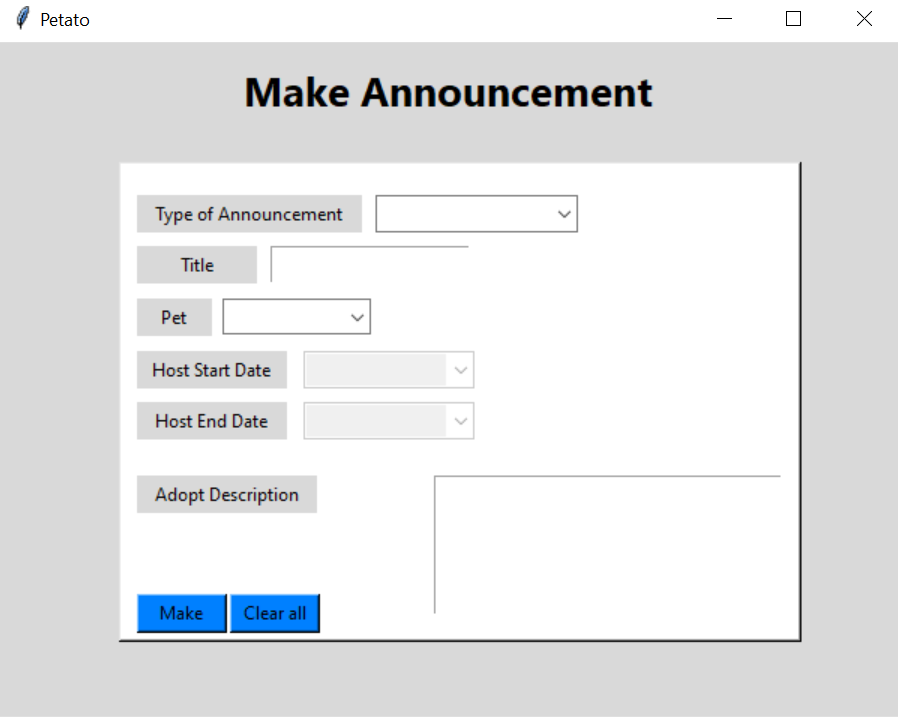 Petato
Make Announcement
Type of Announcement
Title
Pet
Host Start Date
Host End Date
Adopt Description
Make
Clear all